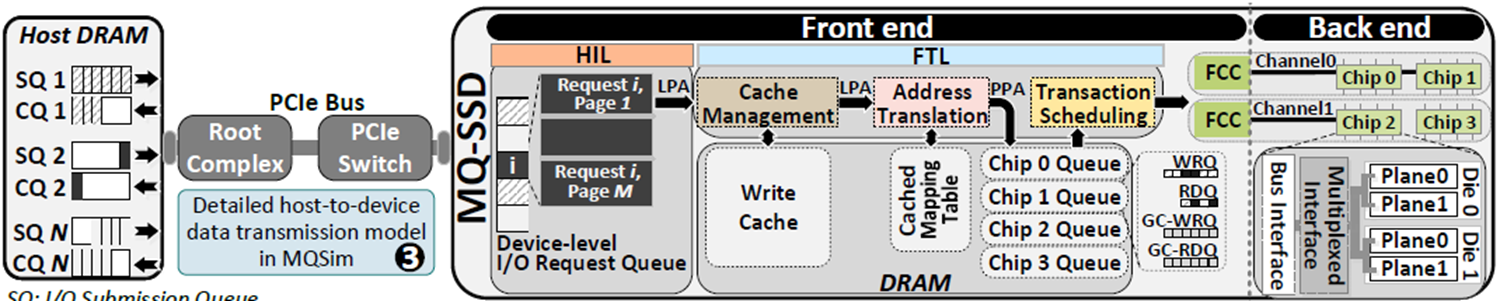 Host DRAM
SQ 1
CQ 1
SQ 2
CQ 2
SQ N
CQ N
PCIe Bus
Root
Complex
PCIe
Switch
Detailed host-to-device
data transmission model
in MQSim 3
MQ-SSD
Front end
HIL
Request i,
Page 1
i
Request i,
Page M
Device-level
I/O Request Queue
LPA
FTL
Cache
Management
LPA
Address
Translation
PPA
Transaction
Scheduling
Write
Cache
Cached
Mapping
Table
Chip 0 Queue
Chip 1 Queue
Chip 2 Queue
Chip 3 Queue
DRAM
WRQ
RDQ
GC-WRQ
GC-RDQ
Back end
FCC
Channel0
Chip 0
Chip 1
FCC
Channel1
Chip 2
Chip 3
Bus Interface
Multiplexed
Interface
Plane0
Plane1
Die 0
Plane0
Plane1
Die 1
SQ: I/O Submission Queue